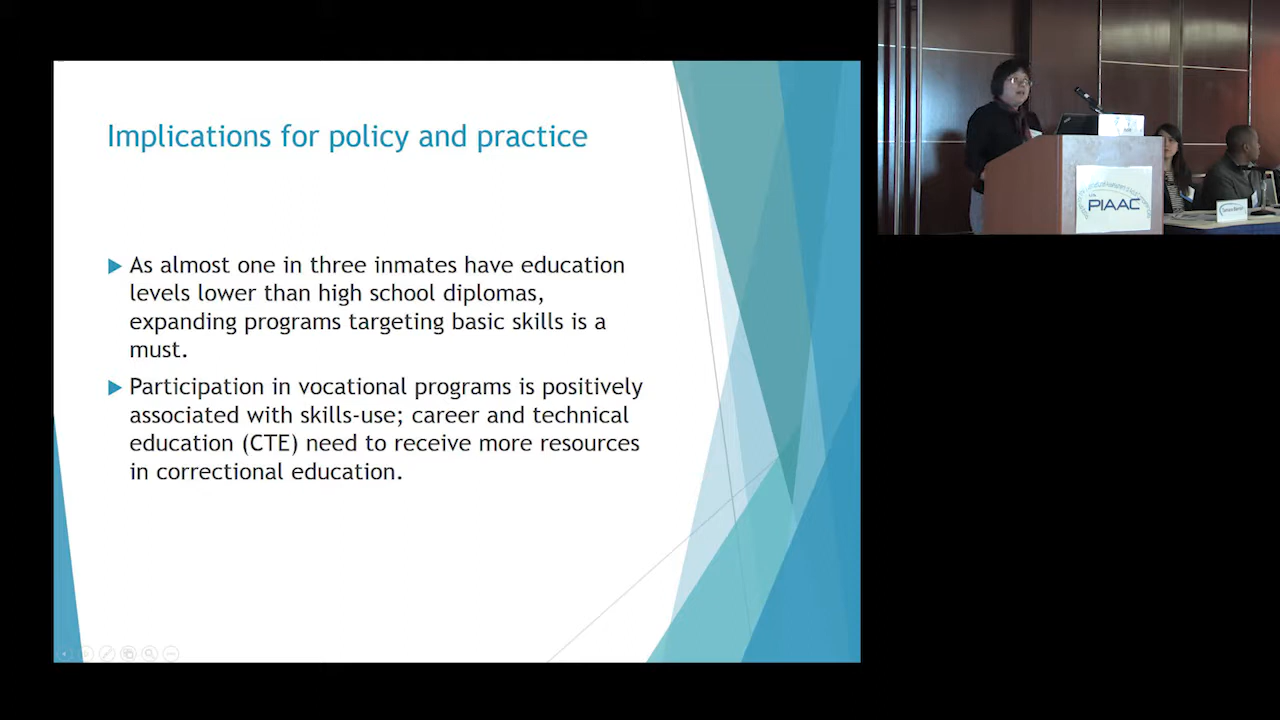 Implications for policy and practice
As almost one in three inmates have education
levels lower than high school diplomas,
expanding programs targeting basic skills is a
must.
Participation in vocational programs is positively
associated with skills-use; career and technical
education (CTE) need to receive more resources
in correctional education.
PIAAC